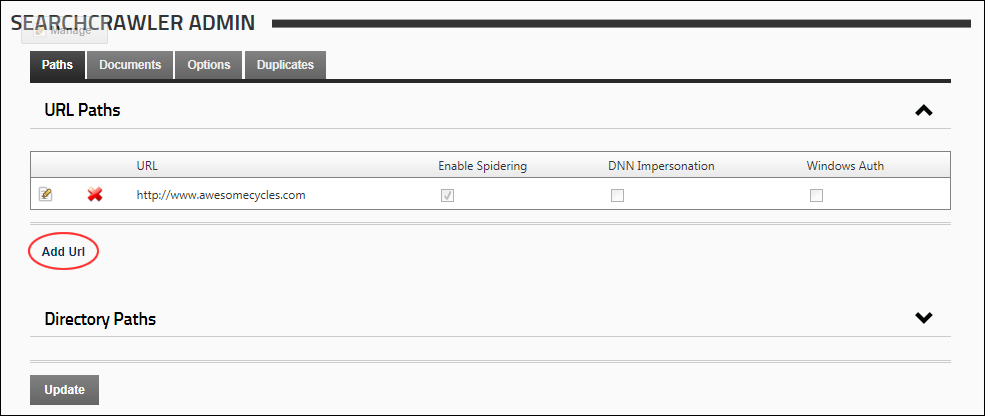 SEARCHCRAWLER ADMIN
Manage
Paths Documents Options Duplicates
URL Paths
URL Enable Spidering DNN Impersonation Windows Auth
http://www.awesomecycles.com
Add Url
Directory Paths
Update